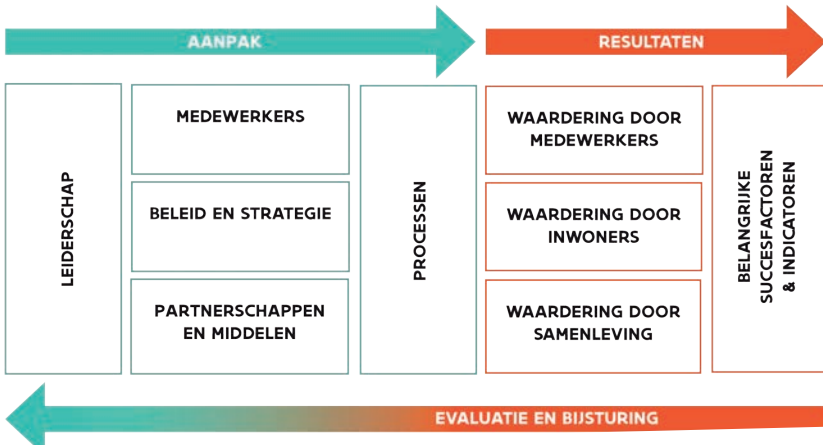 AANPAK
RESULTATEN
LEIDERSCHAP
MEDEWERKERS
BELEID EN STRATEGIE
PARTNERSCHAPPEN
EN MIDDELEN
PROCESSEN
WAARDERING DOOR
MEDEWERKERS
WAARDERING DOOR
INWONERS
WAARDERING DOOR
SAMENLEVING
BELANGRIJKE
SUCCESFACTOREN
& INDICATOREN
EVALUATIE EN BIJSTURING